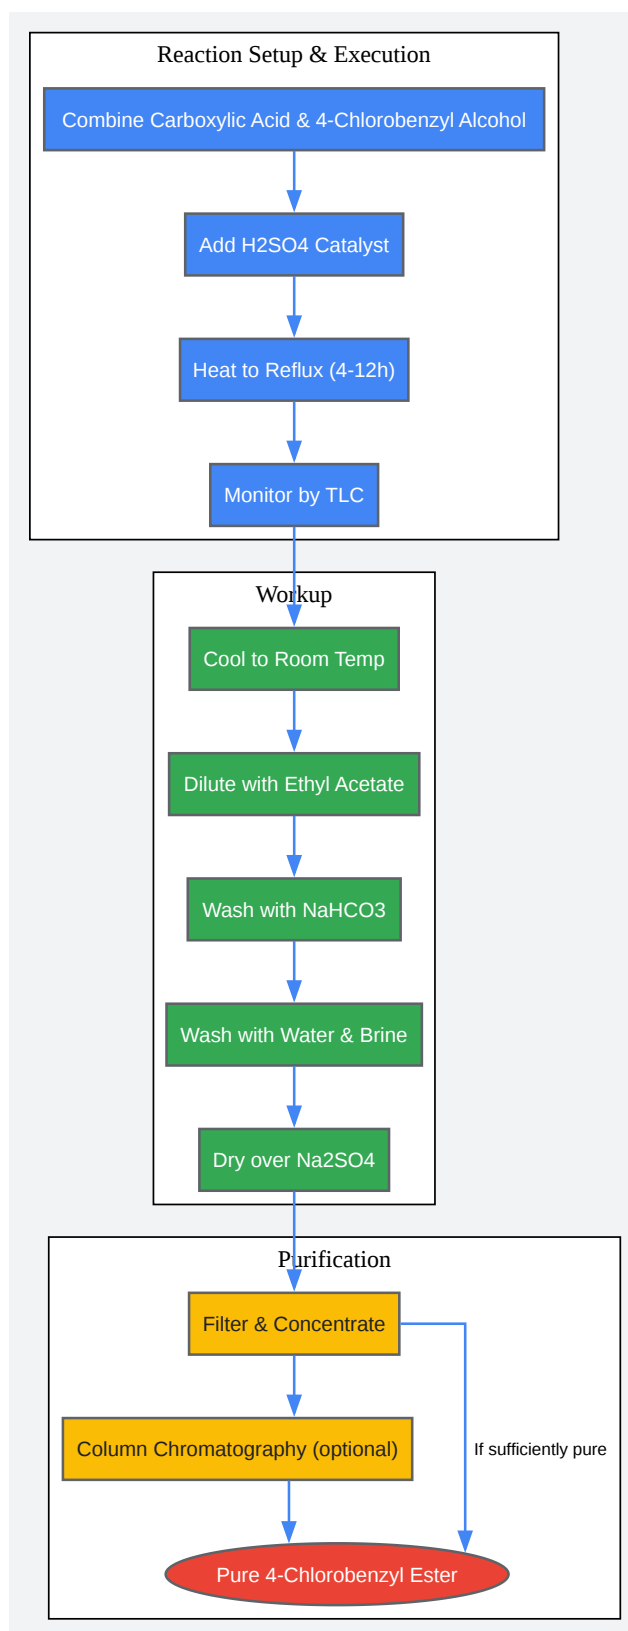 Reaction Setup & Execution
Combine Carboxylic Acid & 4-Chlorobenzyl Alcohol
Add H2SO4 Catalyst
Heat to Reflux (4-12h)
Monitor by TLC
Workup
Cool to Room Temp
Dilute with Ethyl Acetate
Wash with NaHCO3
Wash with Water & Brine
Dry over Na2SO4
Purification
Filter & Concentrate
Column Chromatography (optional)
If sufficiently pure
Pure 4-Chlorobenzyl Ester